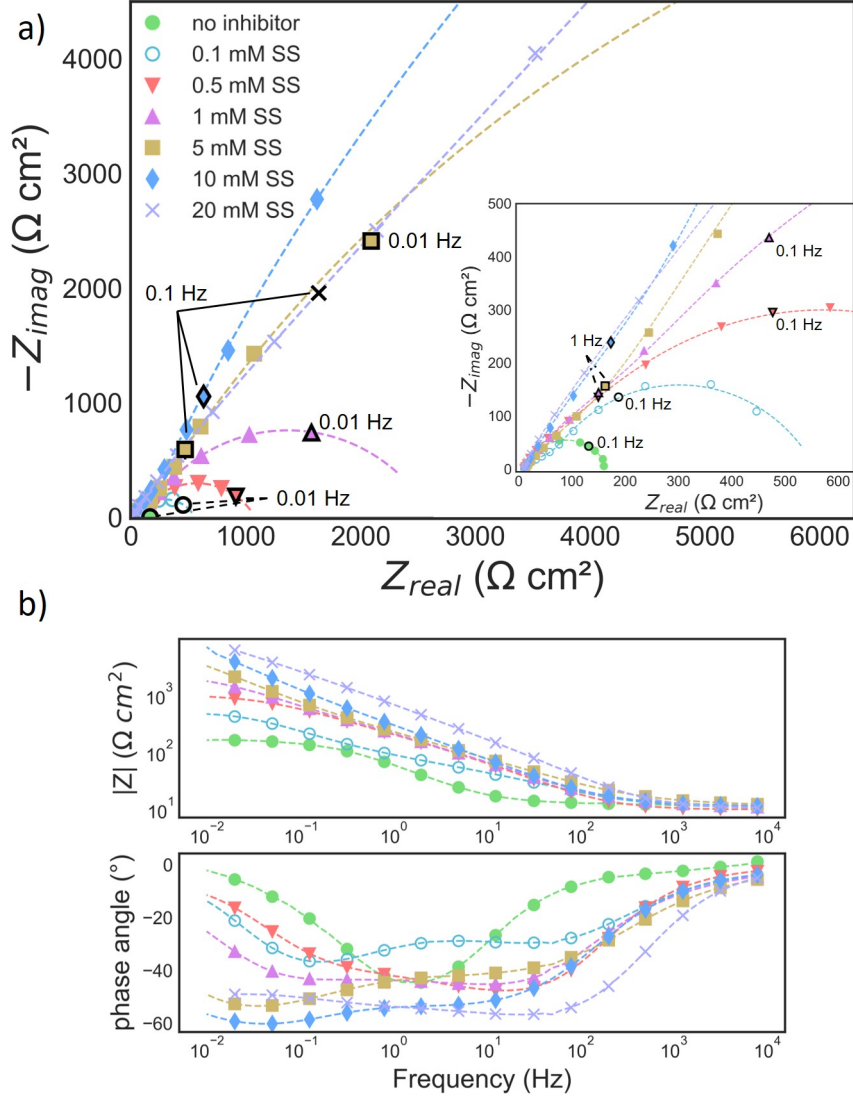 a)
no inhibitor
0.1 mM SS
0.5 mM SS
1 mM SS
5 mM SS
10 mM SS
20 mM SS
−Zimag (Ω cm²)
4000
3000
2000
1000
0
0.1 Hz
0.01 Hz
0.01 Hz
0.01 Hz
0 1000 2000 3000 4000 5000 6000
Zreal (Ω cm²)
−Zimag (Ω cm²)
500
400
300
200
100
0
0.1 Hz
0.1 Hz
1 Hz
0.1 Hz
0.1 Hz
0 100 200 300 400 500 600
Zreal (Ω cm²)
b)
|Z| (Ω cm²)
10³
10²
10¹
10⁻² 10⁻¹ 10⁰ 10¹ 10² 10³ 10⁴
phase angle (°)
0
−20
−40
−60
10⁻² 10⁻¹ 10⁰ 10¹ 10² 10³ 10⁴
Frequency (Hz)